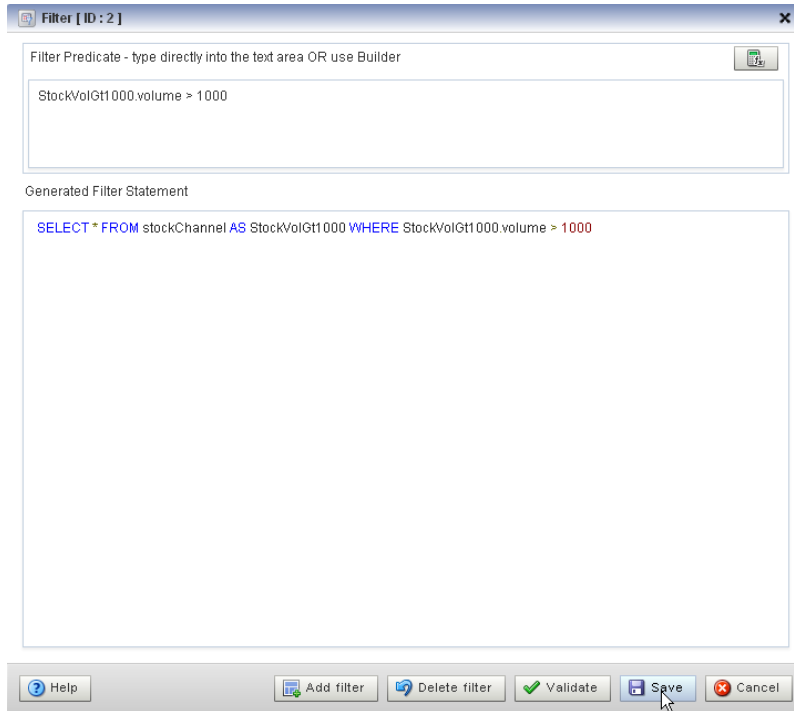 Filter [ ID : 2 ]
Filter Predicate - type directly into the text area OR use Builder
StockVolGt1000.volume > 1000
Generated Filter Statement
SELECT * FROM stockChannel AS StockVolGt1000 WHERE StockVolGt1000.volume > 1000
Help
Add filter
Delete filter
Validate
Save
Cancel